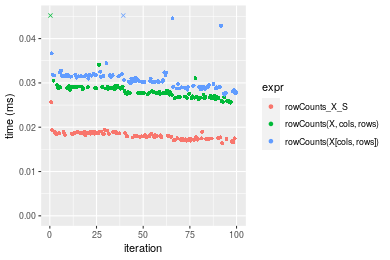 time (ms)
0.04
0.03
0.02
0.01
0.00
0
25
50
75
100
iteration
expr
rowCounts_X_S
rowCounts(X, cols, rows)
rowCounts(X[cols, rows])